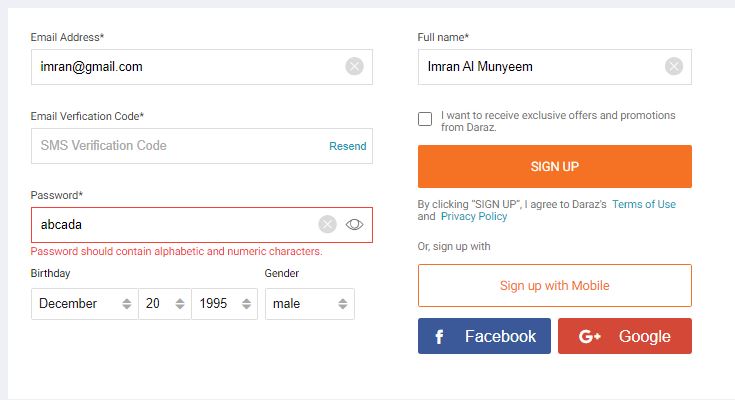 Email Address*
imran@gmail.com
Email Verfication Code*
SMS Verification Code Resend
Password*
abcada
Password should contain alphabetic and numeric characters.
Birthday Gender
December 20 1995 male
Full name*
Imran Al Munyeem
I want to receive exclusive offers and promotions
from Daraz.
SIGN UP
By clicking "SIGN UP", I agree to Daraz's Terms of Use
and Privacy Policy
Or, sign up with
Sign up with Mobile
f Facebook G+ Google